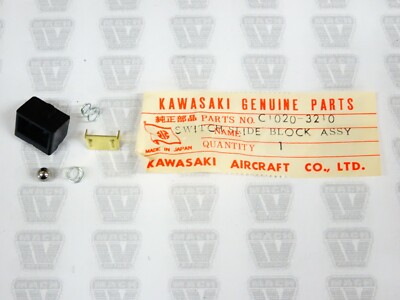 KAWASAKI GENUINE PARTS
純正部品 PARTS NO. C1020-3210
NAME SWITCH SLIDE BLOCK ASSY
MADE IN JAPAN QUANTITY 1
KAWASAKI AIRCRAFT CO., LTD.